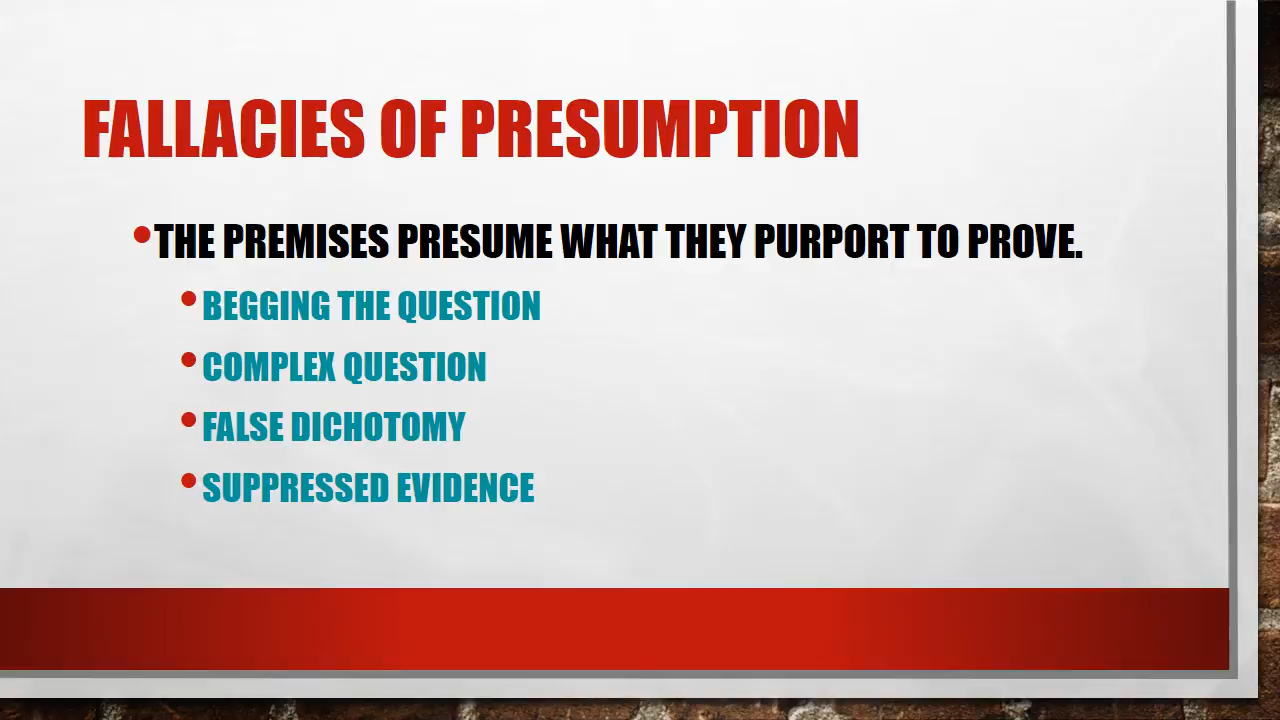 FALLACIES OF PRESUMPTION
•THE PREMISES PRESUME WHAT THEY PURPORT TO PROVE.
•BEGGING THE QUESTION
•COMPLEX QUESTION
•FALSE DICHOTOMY
•SUPPRESSED EVIDENCE